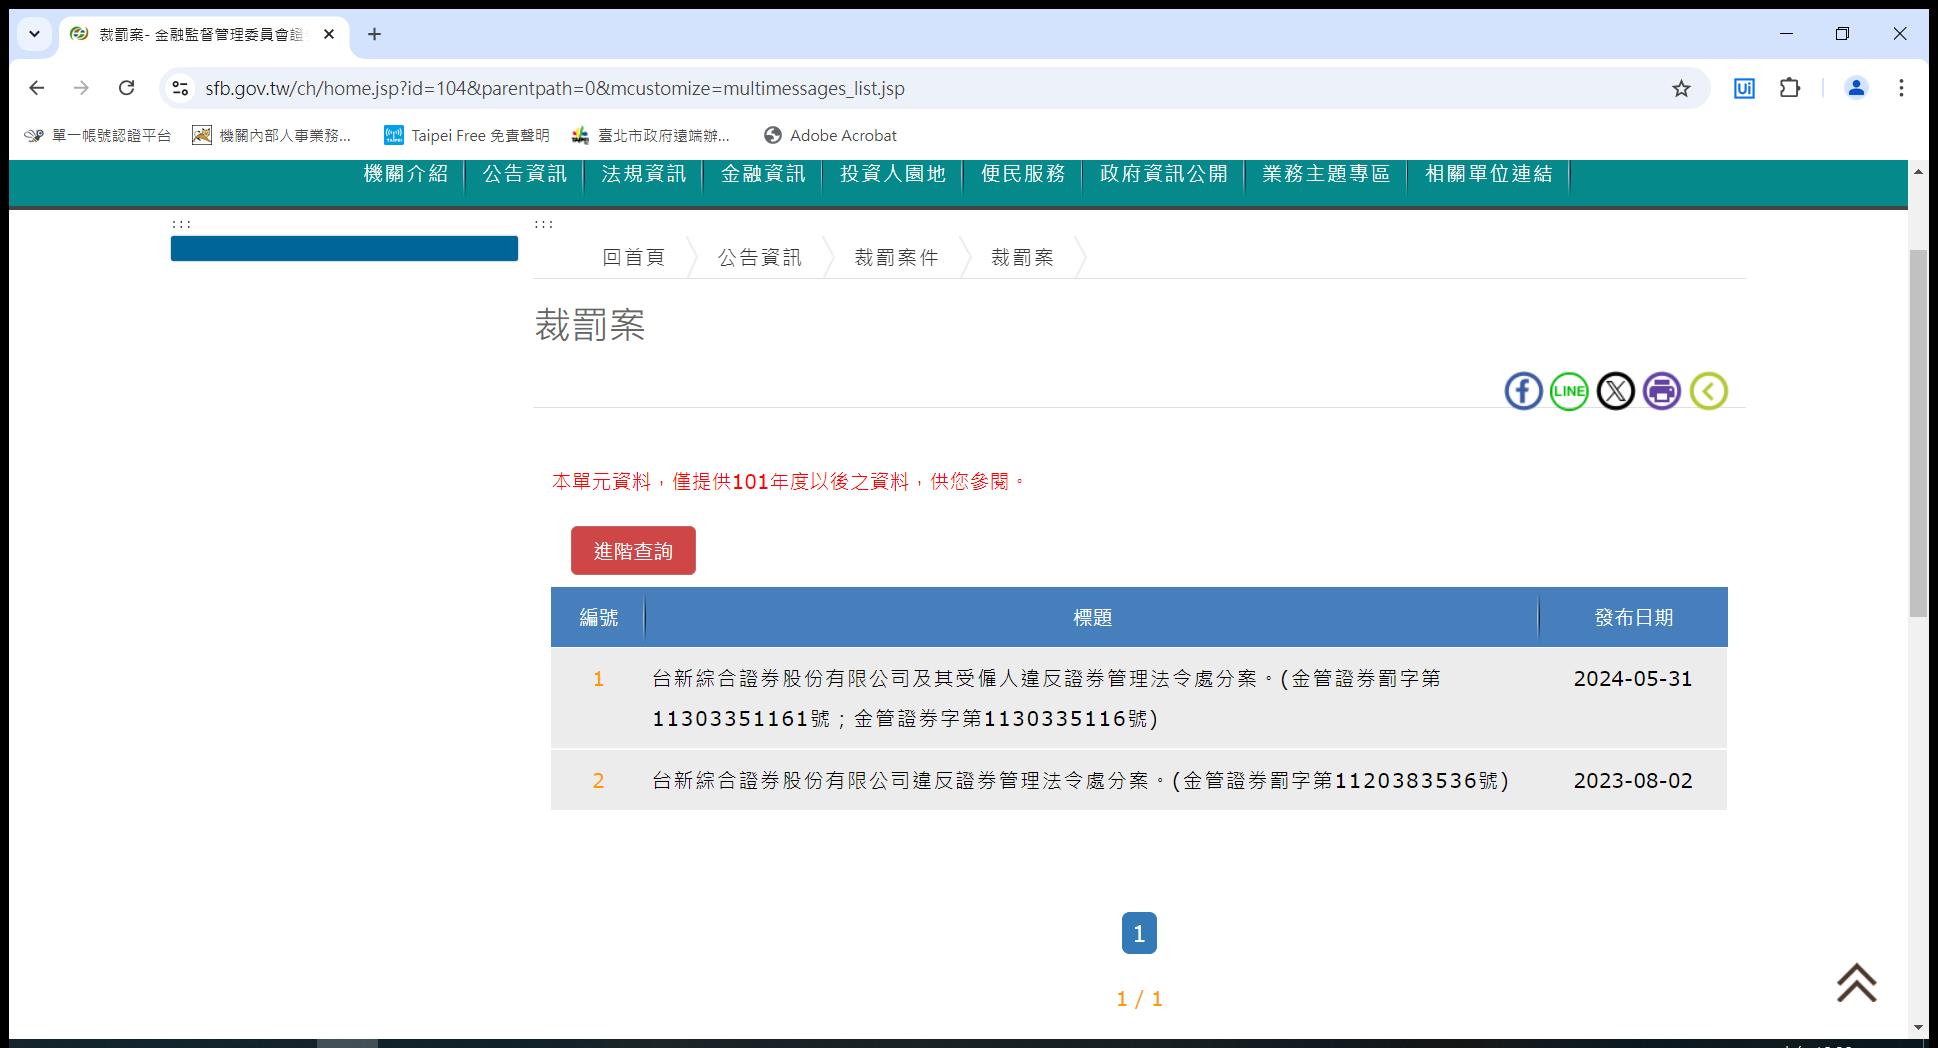 裁罰案- 金融監督管理委員會證
sfb.gov.tw/ch/home.jsp?id=104&parentpath=0&mcustomize=multimessages_list.jsp
單一帳號認證平台 機關內部人事業務... Taipei Free 免責聲明 臺北市政府遠端辦... Adobe Acrobat
機關介紹 公告資訊 法規資訊 金融資訊 投資人園地 便民服務 政府資訊公開 業務主題專區 相關單位連結
::: :::
回首頁 公告資訊 裁罰案件 裁罰案
裁罰案
LINE
本單元資料，僅提供101年度以後之資料，供您參閱。
進階查詢
編號 標題 發布日期
1 台新綜合證券股份有限公司及其受僱人違反證券管理法令處分案。(金管證券罰字第 2024-05-31
11303351161號；金管證券字第1130335116號)
2 台新綜合證券股份有限公司違反證券管理法令處分案。(金管證券罰字第1120383536號) 2023-08-02
1
1 / 1